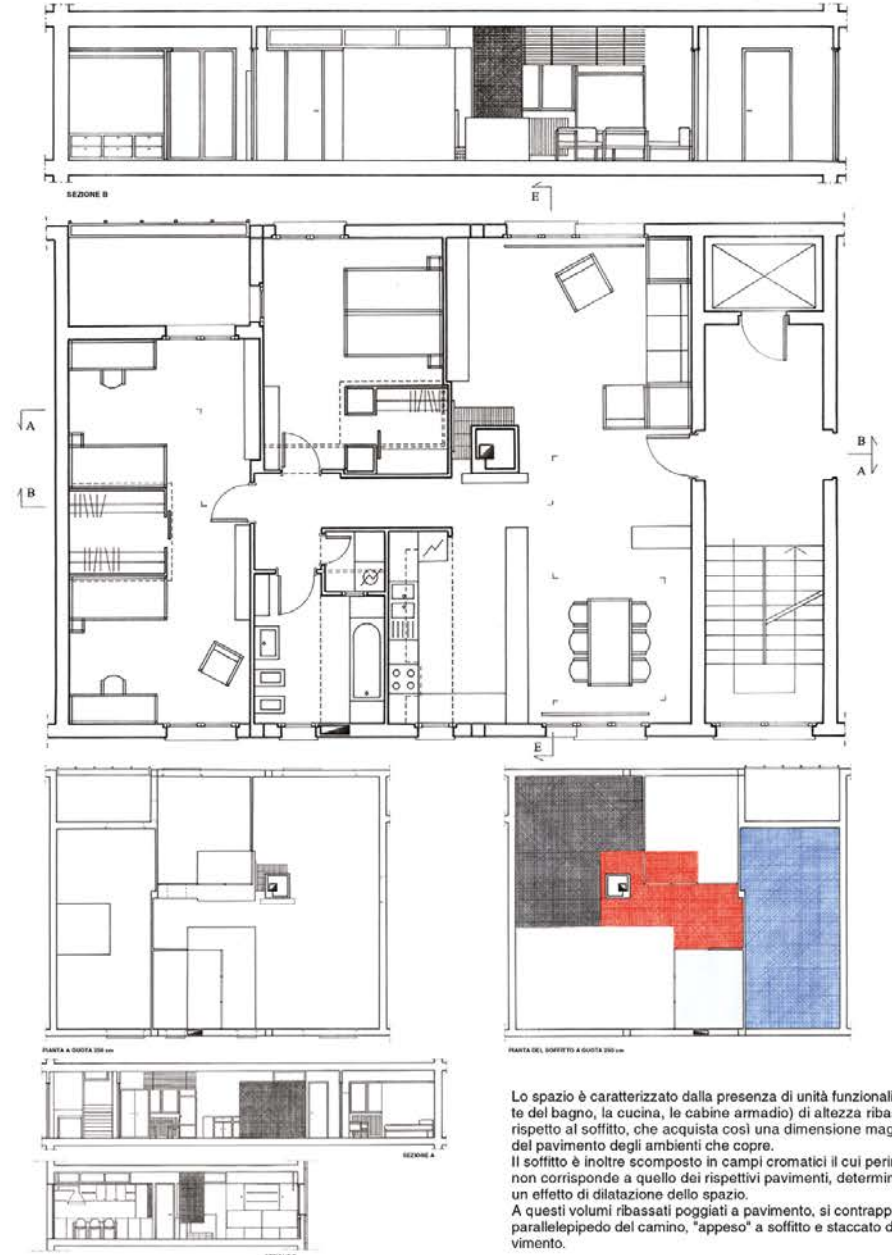 SEZIONE B
E
A
B
B
A
E
PIANTA A QUOTA 250 cm
PIANTA DEL SOFFITTO A QUOTA 250 cm
SEZIONE A
Lo spazio è caratterizzato dalla presenza di unità funzionali
te del bagno, la cucina, le cabine armadio) di altezza riba
rispetto al soffitto, che acquista così una dimensione mag
del pavimento degli ambienti che copre.
Il soffitto è inoltre scomposto in campi cromatici il cui perin
non corrisponde a quello dei rispettivi pavimenti, determin
un effetto di dilatazione dello spazio.
A questi volumi ribassati poggiati a pavimento, si contrapp
parallelepipedo del camino, "appeso" a soffitto e staccato d
vimento.